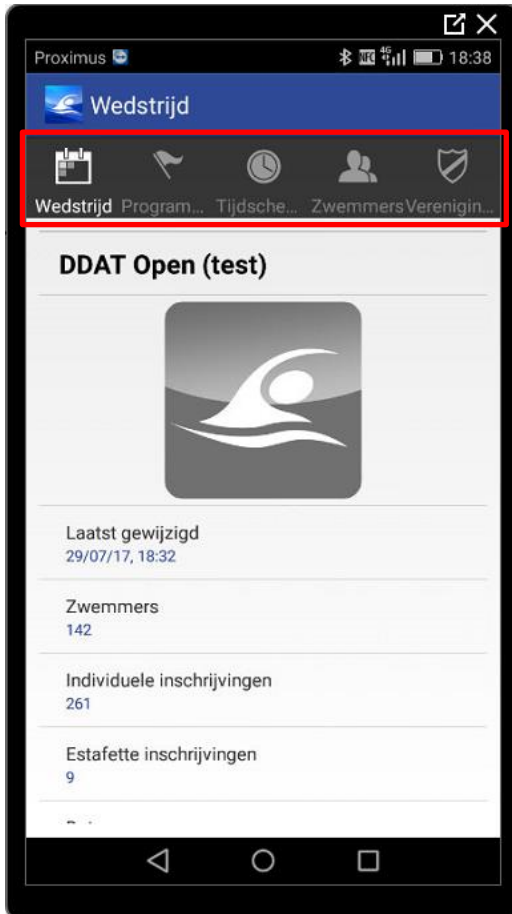 Proximus 18:38
Wedstrijd
Wedstrijd Program... Tijdsche... Zwemmers Verenigin...
DDAT Open (test)
Laatst gewijzigd
29/07/17, 18:32
Zwemmers
142
Individuele inschrijvingen
261
Estafette inschrijvingen
9